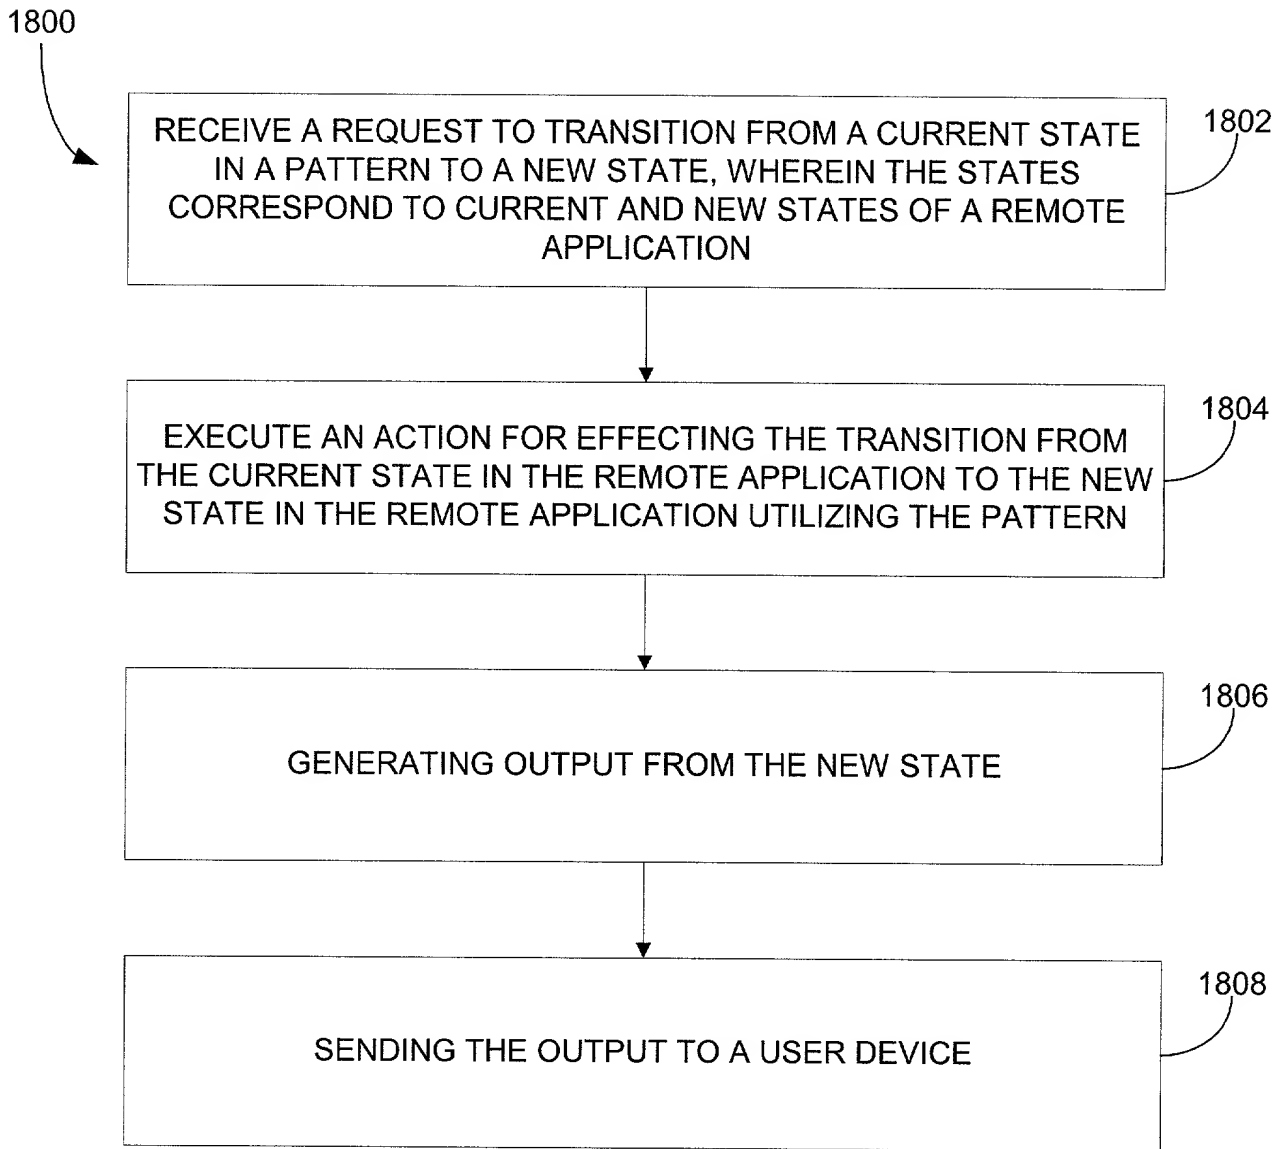 1800
1802
RECEIVE A REQUEST TO TRANSITION FROM A CURRENT STATE
IN A PATTERN TO A NEW STATE, WHEREIN THE STATES
CORRESPOND TO CURRENT AND NEW STATES OF A REMOTE
APPLICATION
1804
EXECUTE AN ACTION FOR EFFECTING THE TRANSITION FROM
THE CURRENT STATE IN THE REMOTE APPLICATION TO THE NEW
STATE IN THE REMOTE APPLICATION UTILIZING THE PATTERN
1806
GENERATING OUTPUT FROM THE NEW STATE
1808
SENDING THE OUTPUT TO A USER DEVICE